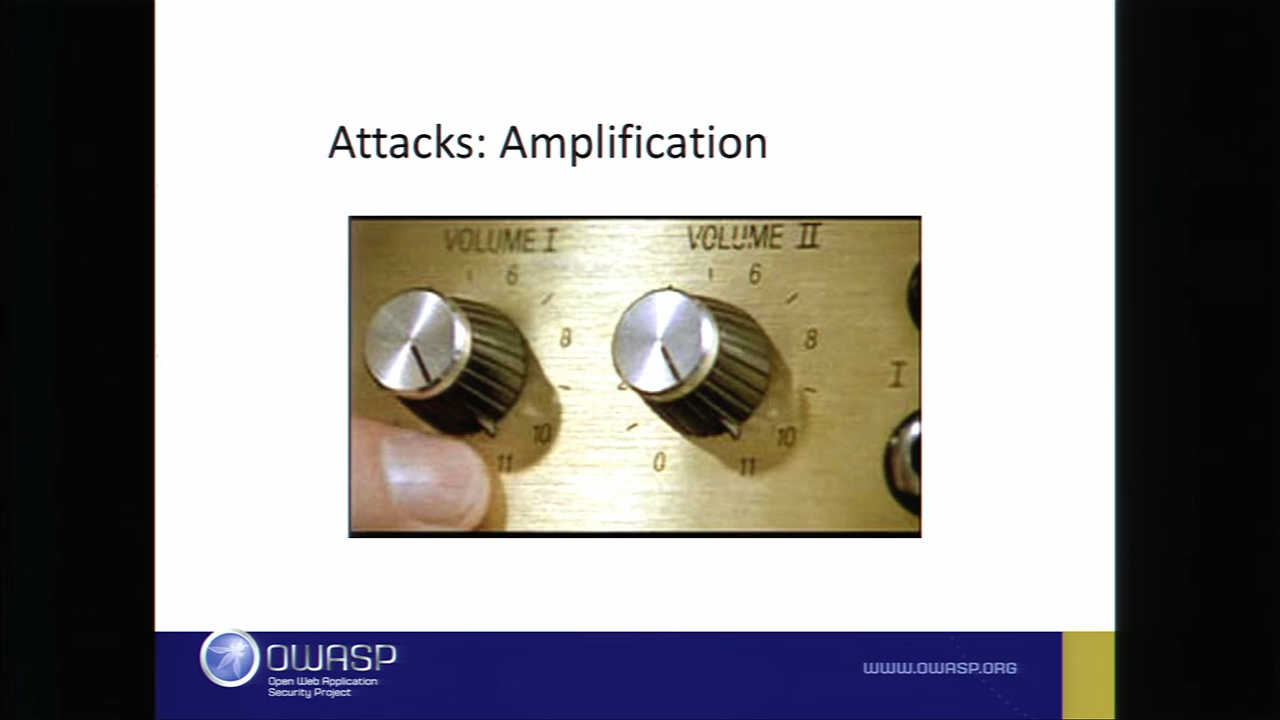 Attacks: Amplification
VOLUME I
VOLUME II
6
6
8
8
I
10
10
11
0
11
OWASP
Open Web Application
Security Project
WWW.OWASP.ORG